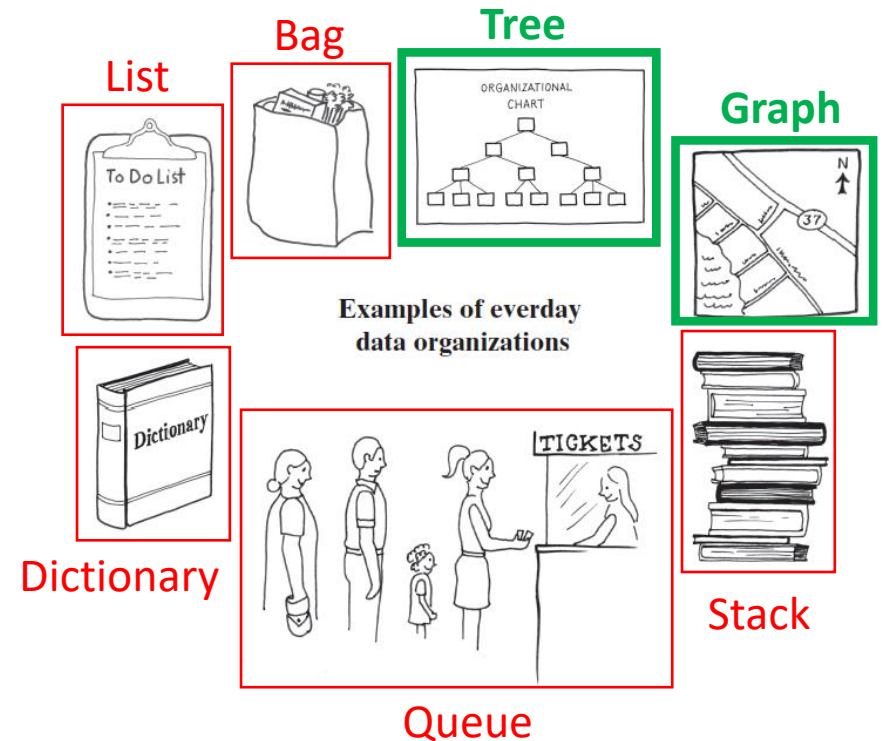 Tree
Bag
List
Graph
ORGANIZATIONAL
CHART
To Do List
N
37
Examples of everday
data organizations
Dictionary
TICKETS
Dictionary
Stack
Queue